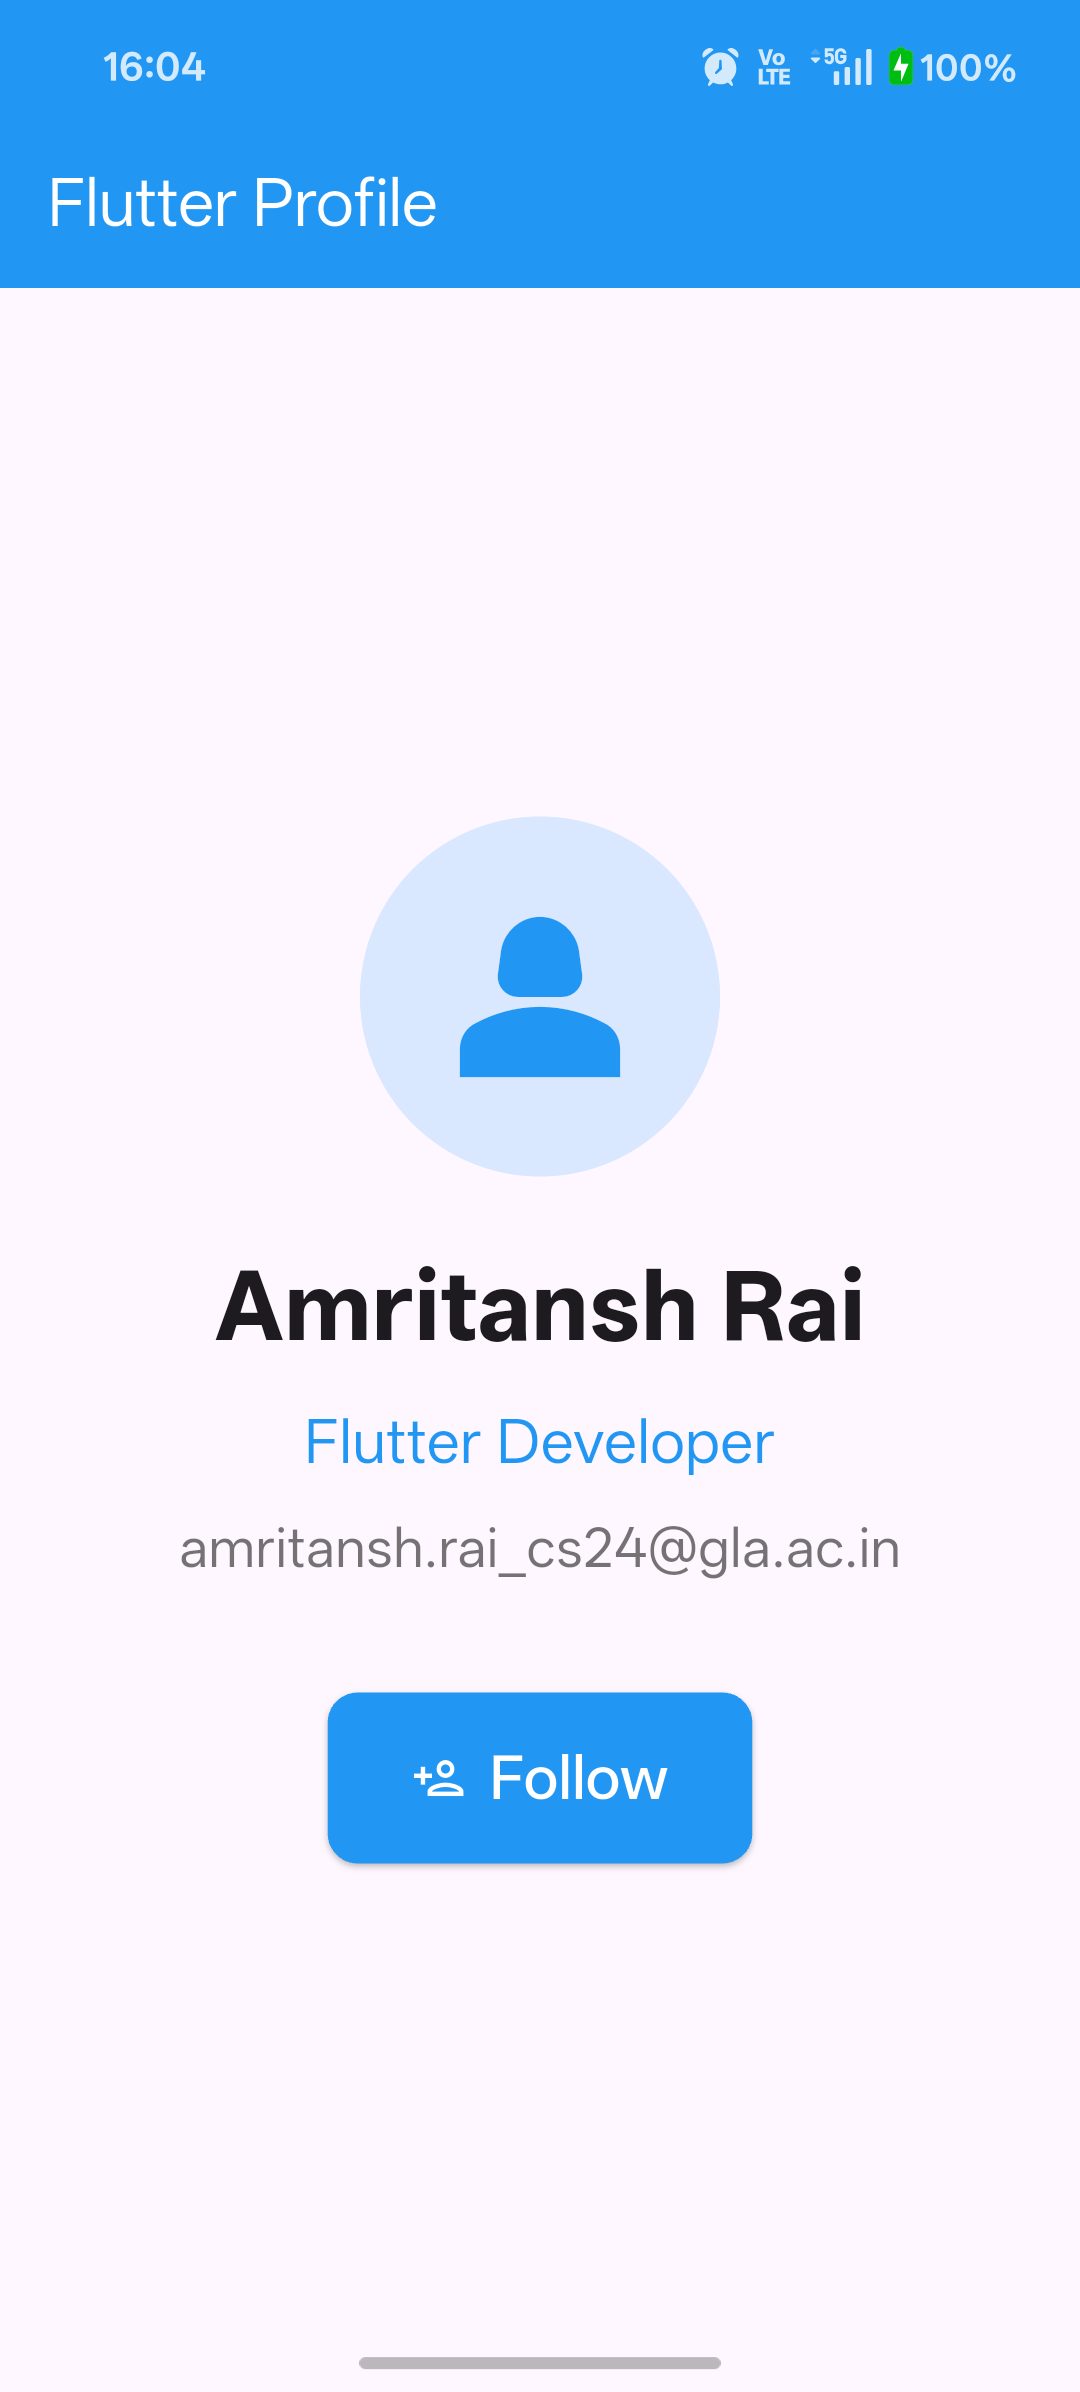 16:04
Vo
LTE
5G
100%
Flutter Profile
Amritansh Rai
Flutter Developer
amritansh.rai_cs24@gla.ac.in
Follow